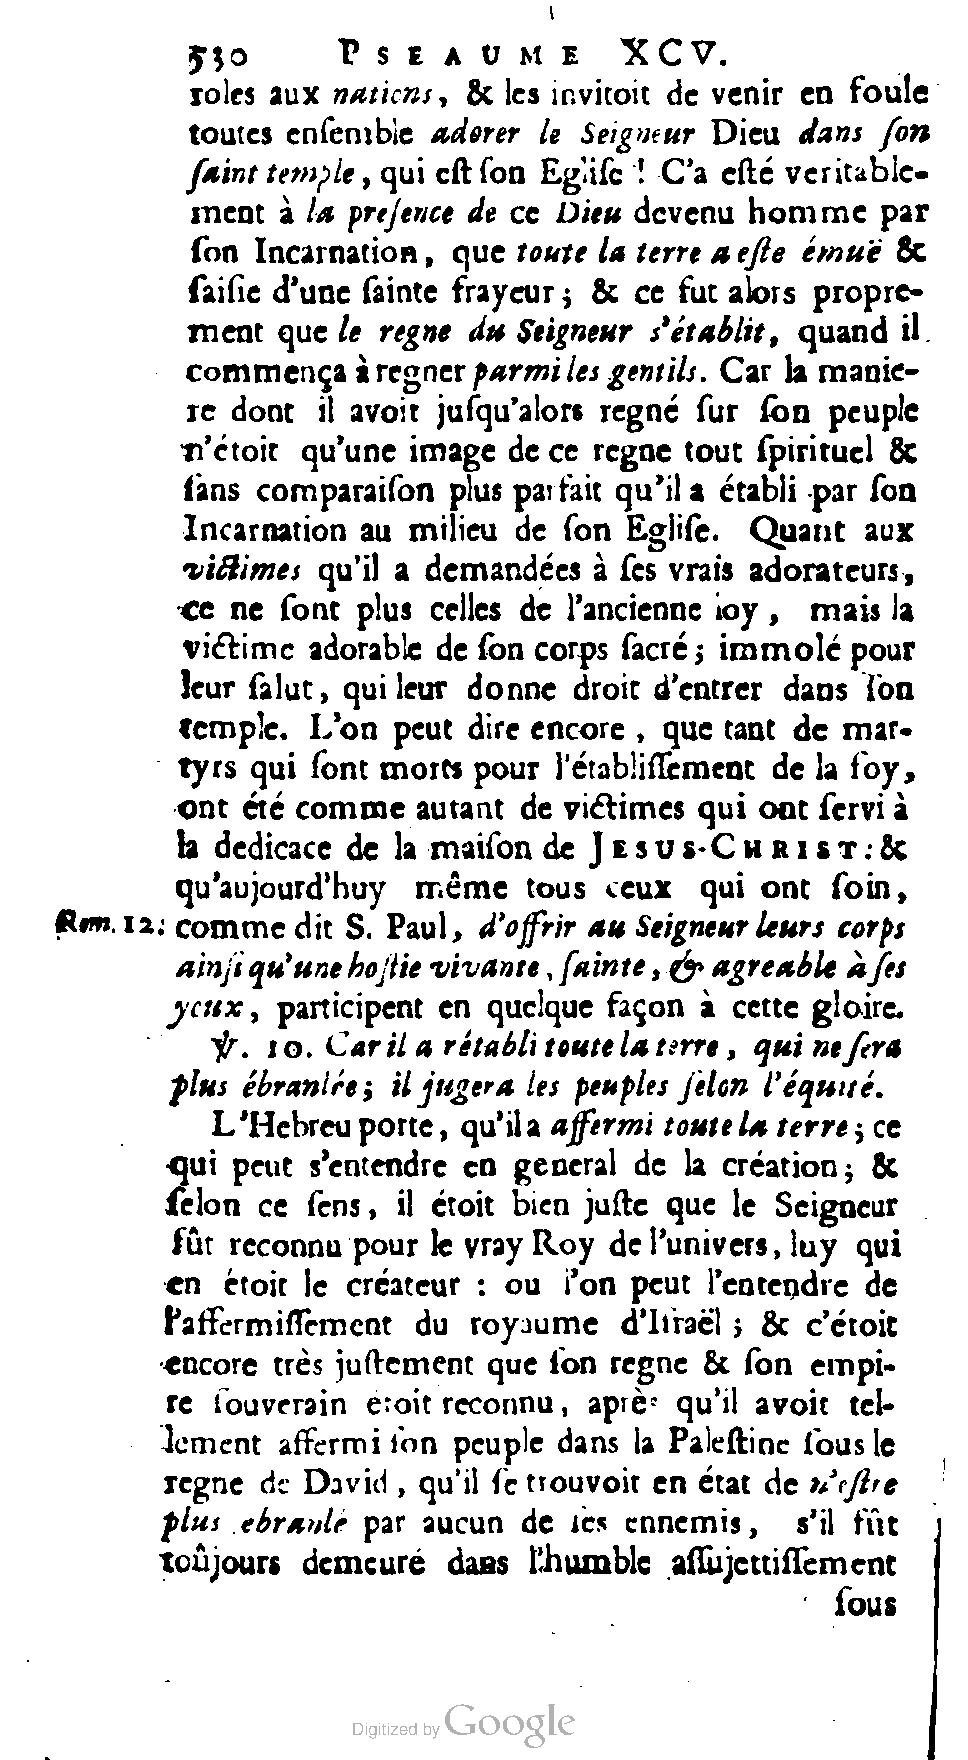 530 PSEAUME XCV.
roles aux nations, & les invitoit de venir en foule
toutes enſemble adorer le Seigneur Dieu dans ſon
ſaint temple, qui eſt ſon Egliſe ! C'a eſté veritable-
ment à la preſence de ce Dieu devenu homme par
ſon Incarnation, que toute la terre a eſte émuë &
ſaiſie d'une ſainte frayeur; & ce fut alors propre-
ment que le regne du Seigneur s'établit, quand il
commença à regner parmi les gentils. Car la manie-
re dont il avoit juſqu'alors regné ſur ſon peuple
n'étoit qu'une image de ce regne tout ſpirituel &
ſans comparaiſon plus parfait qu'il a établi par ſon
Incarnation au milieu de ſon Egliſe. Quant aux
victimes qu'il a demandées à ſes vrais adorateurs,
ce ne ſont plus celles de l'ancienne loy, mais la
victime adorable de ſon corps ſacré; immolé pour
leur ſalut, qui leur donne droit d'entrer dans ſon
temple. L'on peut dire encore, que tant de mar-
tyrs qui ſont morts pour l'établiſſement de la foy,
ont été comme autant de victimes qui ont ſervi à
la dedicace de la maiſon de JESUS-CHRIST: &
qu'aujourd'huy même tous ceux qui ont ſoin,
Rom. 12: comme dit S. Paul, d'offrir au Seigneur leurs corps
ainſi qu'une hoſtie vivante, ſainte, & agreable à ſes
yeux, participent en quelque façon à cette gloire.
℣. 10. Car il a rétabli toute la terre, qui ne ſera
plus ébranlée; il jugera les peuples ſelon l'équité.
L'Hebreu porte, qu'il a affermi toute la terre; ce
qui peut s'entendre en general de la création; &
ſelon ce ſens, il étoit bien juſte que le Seigneur
fût reconnu pour le vray Roy de l'univers, luy qui
en étoit le créateur : ou l'on peut l'entendre de
l'affermiſſement du royaume d'Iſraël; & c'étoit
encore très juſtement que ſon regne & ſon empi-
re ſouverain étoit reconnu, après qu'il avoit tel-
lement affermi ſon peuple dans la Paleſtine ſous le
regne de David, qu'il ſe trouvoit en état de n'eſtre
plus ebranlé par aucun de ſes ennemis, s'il fût
toûjours demeuré dans l'humble aſſujettiſſement
ſous
Digitized by Google